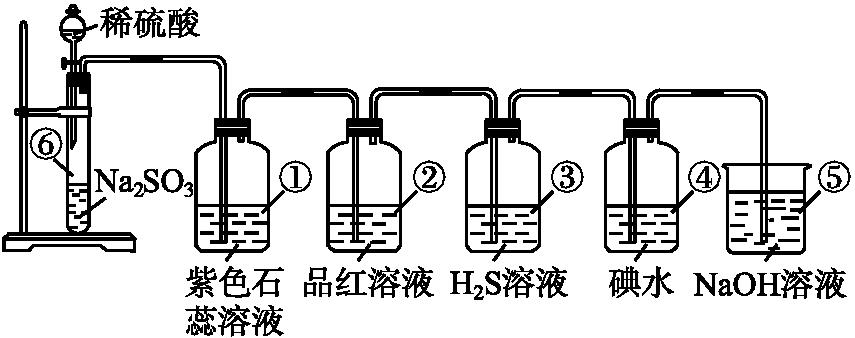 稀硫酸
⑥
Na₂SO₃
①
②
③
④
⑤
紫色石
蕊溶液
品红溶液
H₂S溶液
碘水
NaOH溶液